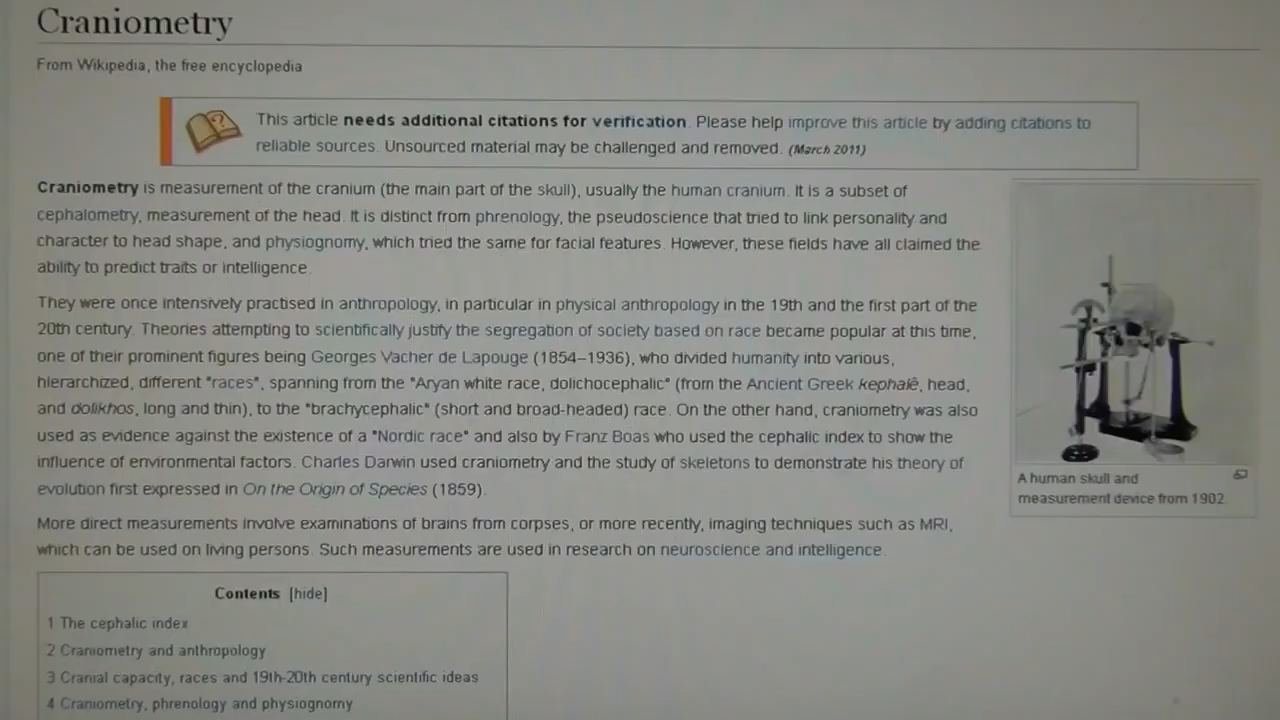 Craniometry
From Wikipedia, the free encyclopedia
This article needs additional citations for verification. Please help improve this article by adding citations to
reliable sources. Unsourced material may be challenged and removed. (March 2011)
Craniometry is measurement of the cranium (the main part of the skull), usually the human cranium. It is a subset of
cephalometry, measurement of the head. It is distinct from phrenology, the pseudoscience that tried to link personality and
character to head shape, and physiognomy, which tried the same for facial features. However, these fields have all claimed the
ability to predict traits or intelligence.
They were once intensively practised in anthropology, in particular in physical anthropology in the 19th and the first part of the
20th century. Theories attempting to scientifically justify the segregation of society based on race became popular at this time,
one of their prominent figures being Georges Vacher de Lapouge (1854–1936), who divided humanity into various,
hierarchized, different "races", spanning from the "Aryan white race, dolichocephalic" (from the Ancient Greek kephalê, head,
and dolikhos, long and thin), to the "brachycephalic" (short and broad-headed) race. On the other hand, craniometry was also
used as evidence against the existence of a "Nordic race" and also by Franz Boas who used the cephalic index to show the
influence of environmental factors. Charles Darwin used craniometry and the study of skeletons to demonstrate his theory of
evolution first expressed in On the Origin of Species (1859).
More direct measurements involve examinations of brains from corpses, or more recently, imaging techniques such as MRI,
which can be used on living persons. Such measurements are used in research on neuroscience and intelligence.
A human skull and
measurement device from 1902.
Contents [hide]
1 The cephalic index
2 Craniometry and anthropology
3 Cranial capacity, races and 19th-20th century scientific ideas
4 Craniometry, phrenology and physiognomy